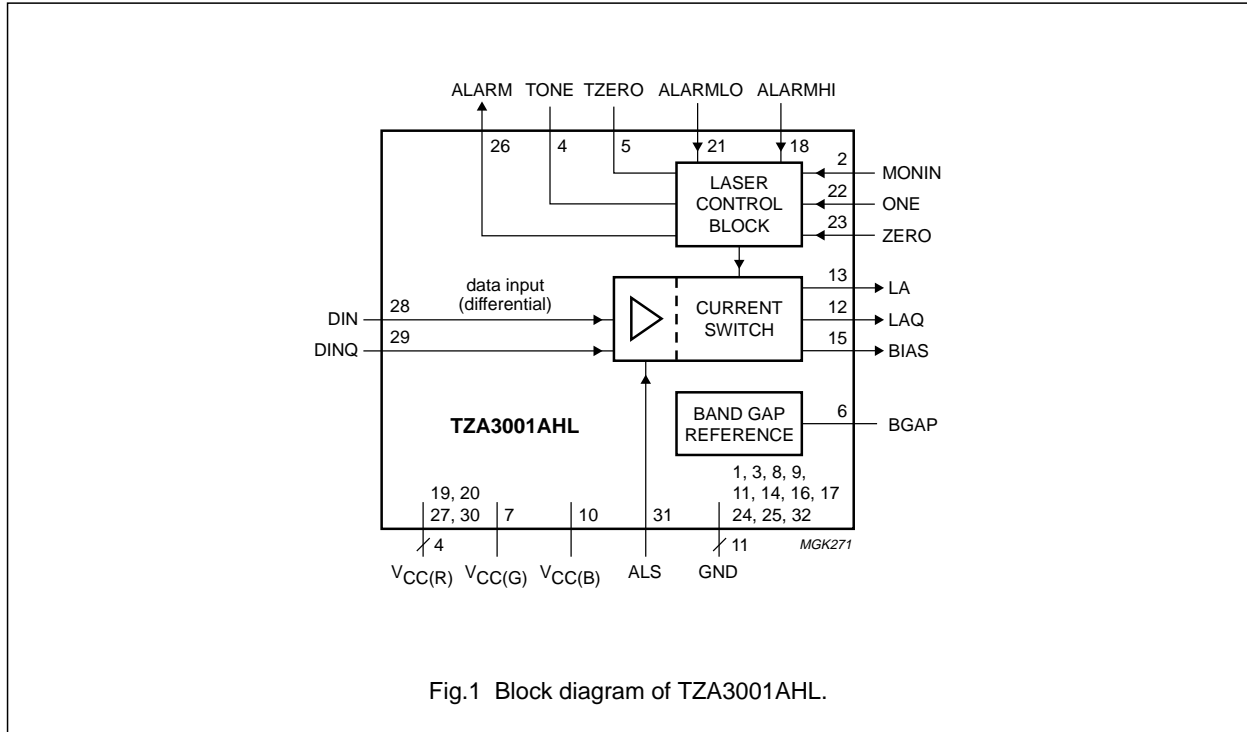 ALARM TONE TZERO ALARMLO ALARMHI
26 4 5 21 18
2 MONIN
LASER
CONTROL
BLOCK
22 ONE
23 ZERO
data input
(differential)
DIN 28
DINQ 29
CURRENT
SWITCH
13 LA
12 LAQ
15 BIAS
TZA3001AHL
BAND GAP
REFERENCE
6 BGAP
19, 20
27, 30
7 10 31
1, 3, 8, 9,
11, 14, 16, 17
24, 25, 32
MGK271
4 11
VCC(R) VCC(G) VCC(B) ALS GND
Fig.1 Block diagram of TZA3001AHL.